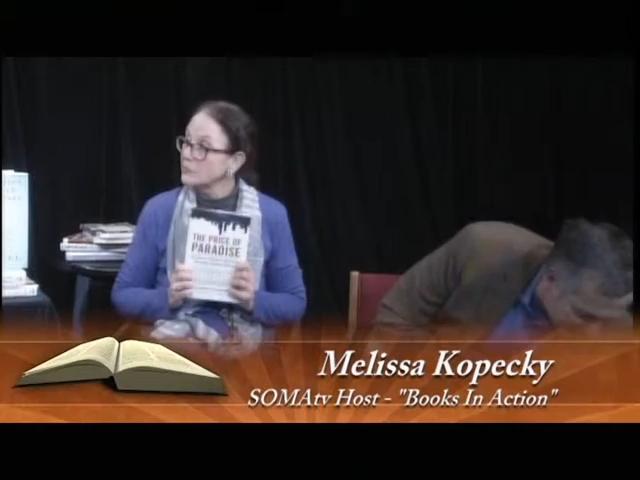 THE PRICE OF
PARADISE
Melissa Kopecky
SOMAtv Host - "Books In Action"